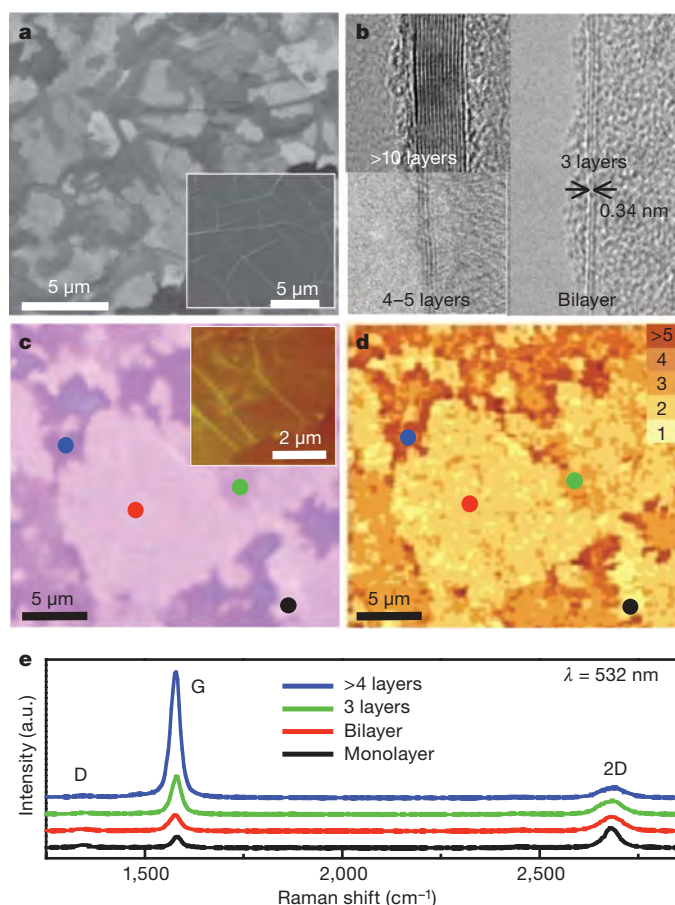 a
5 µm
5 µm
b
>10 layers
4–5 layers
3 layers
0.34 nm
Bilayer
c
2 µm
5 µm
d
>5
4
3
2
1
5 µm
e
Intensity (a.u.)
D
G
>4 layers
3 layers
Bilayer
Monolayer
λ = 532 nm
2D
1,500
2,000
2,500
Raman shift (cm⁻¹)